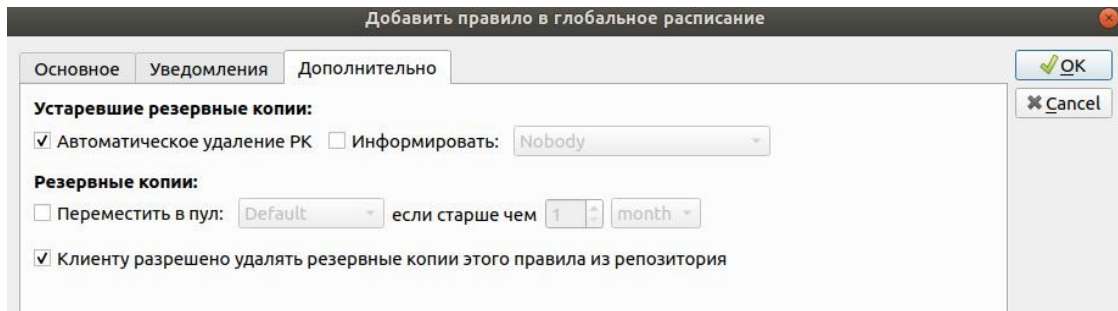 Добавить правило в глобальное расписание
Основное Уведомления Дополнительно
OK
Cancel
Устаревшие резервные копии:
Автоматическое удаление РК Информировать: Nobody
Резервные копии:
Переместить в пул: Default если старше чем 1 month
Клиенту разрешено удалять резервные копии этого правила из репозитория